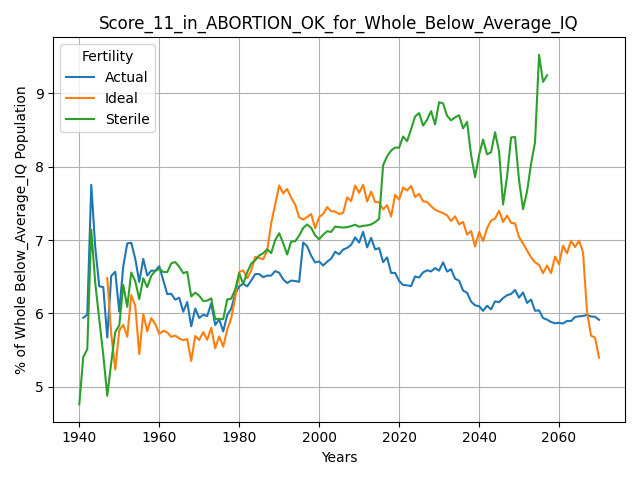 Score_11_in_ABORTION_OK_for_Whole_Below_Average_IQ
Fertility
Actual
Ideal
Sterile
% of Whole Below_Average_IQ Population
9
8
7
6
5
1940 1960 1980 2000 2020 2040 2060
Years